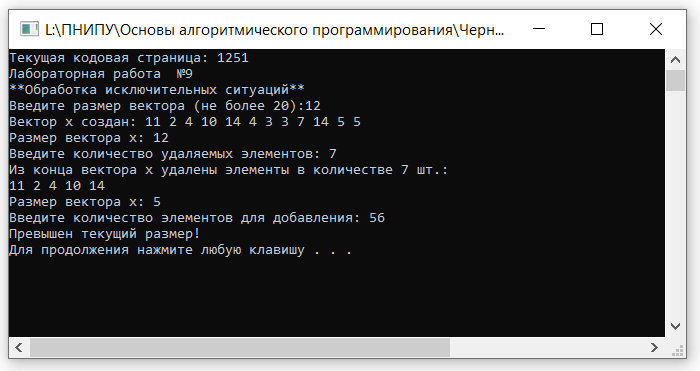 L:\ПНИПУ\Основы алгоритмического программирования\Черн...
Текущая кодовая страница: 1251
Лабораторная работа  №9
**Обработка исключительных ситуаций**
Введите размер вектора (не более 20):12
Вектор x создан: 11 2 4 10 14 4 3 3 7 14 5 5
Размер вектора x: 12
Введите количество удаляемых элементов: 7
Из конца вектора x удалены элементы в количестве 7 шт.:
11 2 4 10 14
Размер вектора x: 5
Введите количество элементов для добавления: 56
Превышен текущий размер!
Для продолжения нажмите любую клавишу . . .